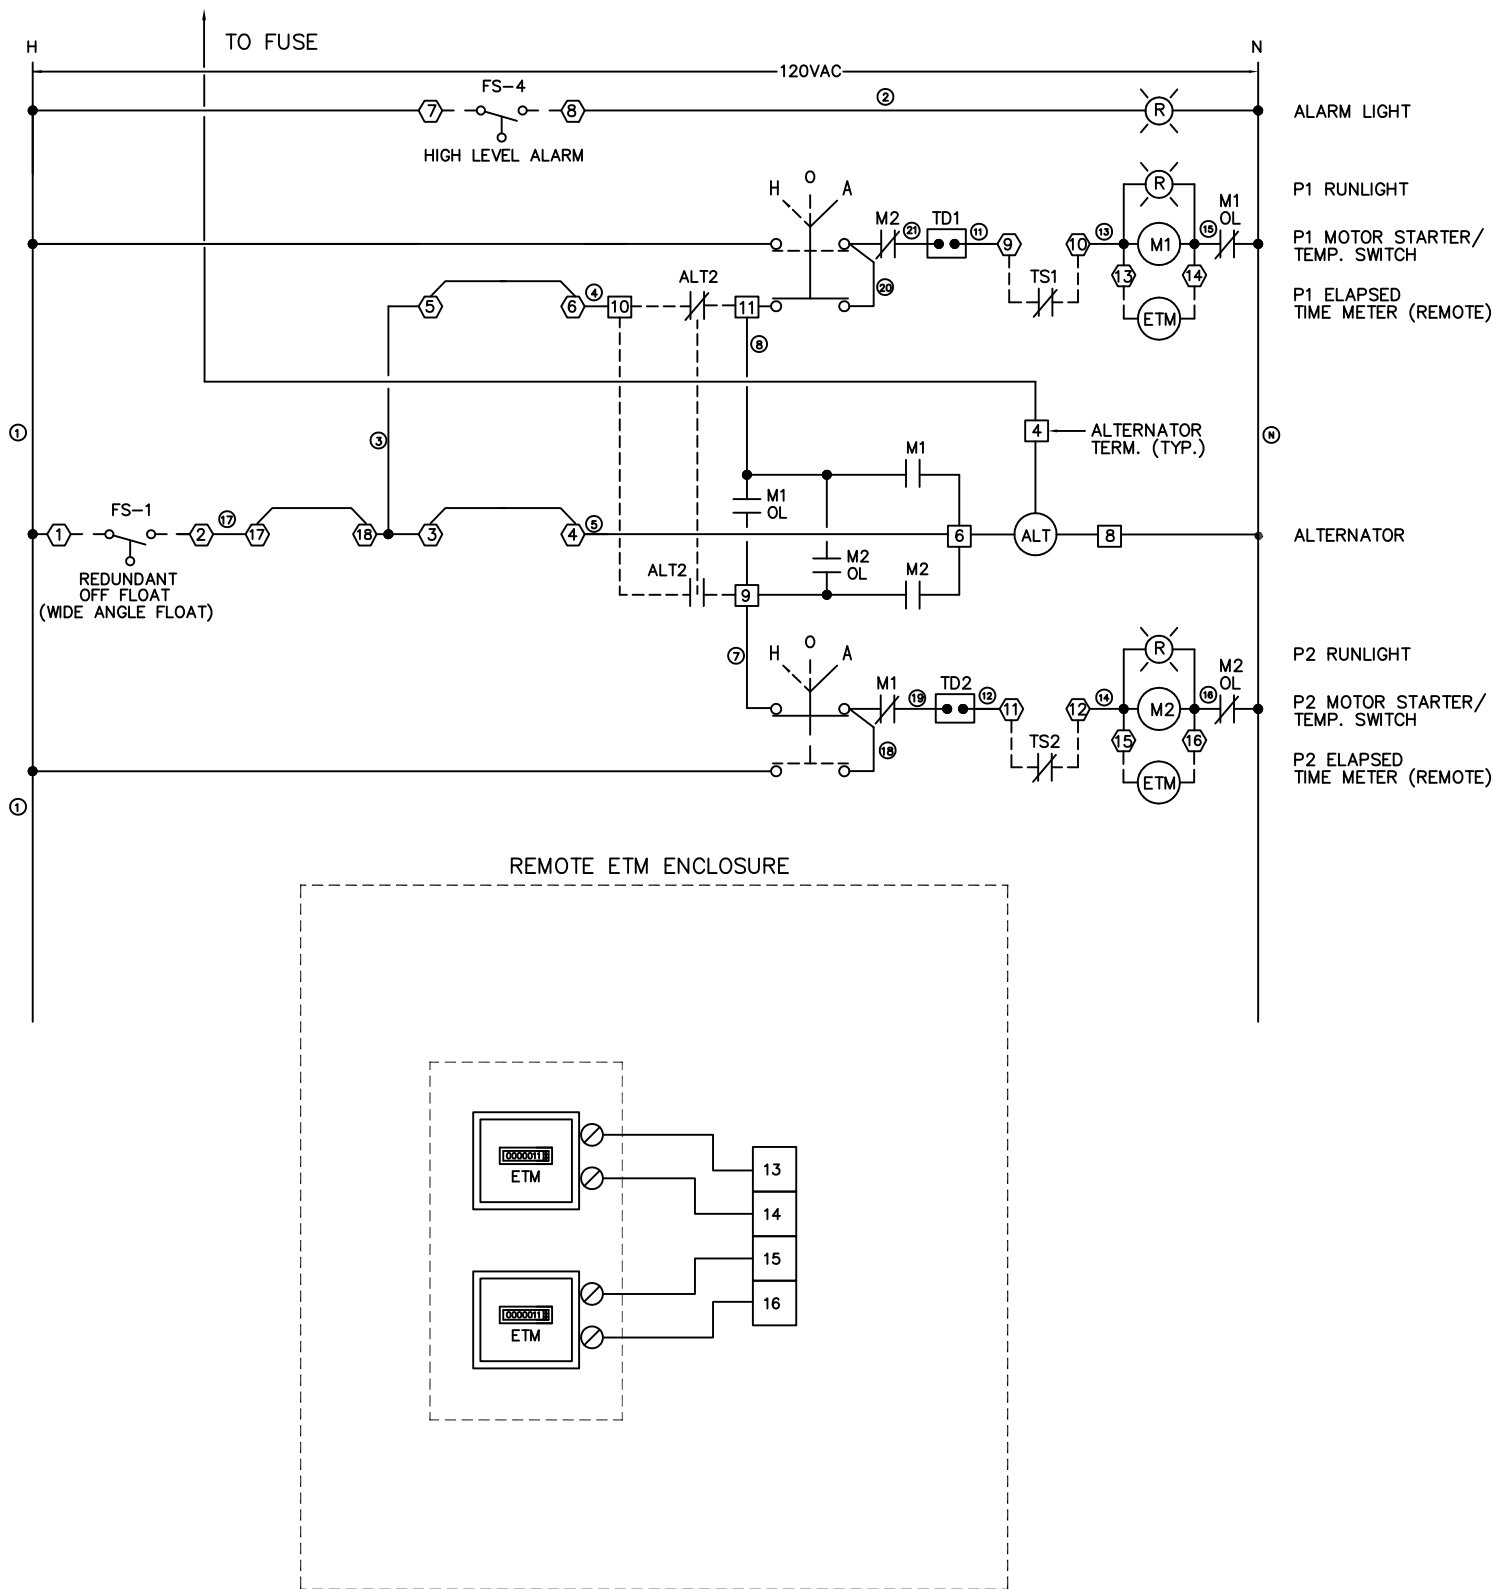 TO FUSE
H
N
120VAC
FS-4
7
8
2
R
ALARM LIGHT
HIGH LEVEL ALARM
H
O
A
R
P1 RUNLIGHT
M2
21
TD1
11
9
10
13
M1
15
M1
OL
P1 MOTOR STARTER/
TEMP. SWITCH
5
6
4
10
ALT2
11
20
TS1
13
14
ETM
P1 ELAPSED
TIME METER (REMOTE)
8
1
3
4
ALTERNATOR
TERM. (TYP.)
N
M1
M1
OL
FS-1
1
2
17
17
18
3
4
5
6
ALT
8
ALTERNATOR
REDUNDANT
OFF FLOAT
(WIDE ANGLE FLOAT)
ALT2
9
M2
OL
M2
7
H
O
A
R
P2 RUNLIGHT
M1
19
TD2
12
11
12
14
M2
16
M2
OL
P2 MOTOR STARTER/
TEMP. SWITCH
18
TS2
15
16
ETM
P2 ELAPSED
TIME METER (REMOTE)
1
REMOTE ETM ENCLOSURE
0000011
ETM
13
14
15
16
0000011
ETM